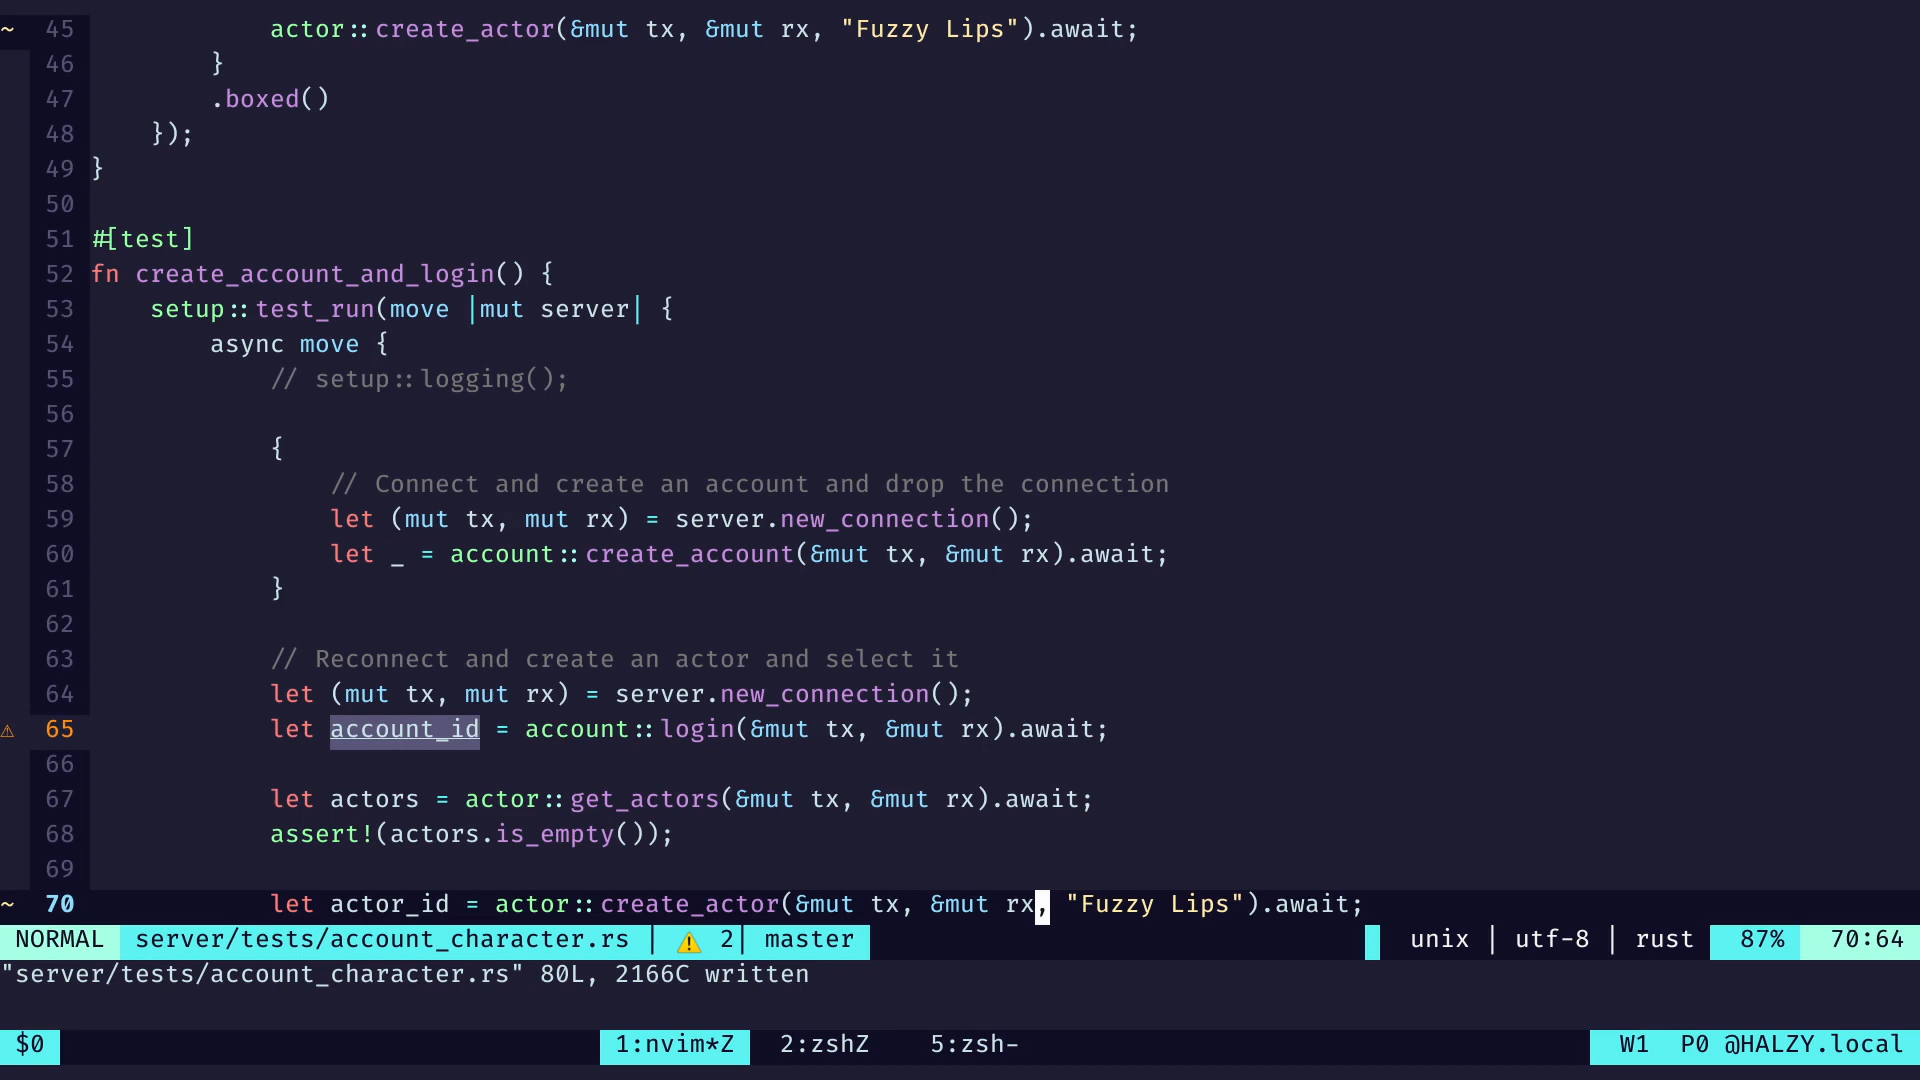 ~ 45 actor::create_actor(&mut tx, &mut rx, "Fuzzy Lips").await;
46 }
47 .boxed()
48 });
49 }
50
51 #[test]
52 fn create_account_and_login() {
53 setup::test_run(move |mut server| {
54 async move {
55 // setup::logging();
56
57 {
58 // Connect and create an account and drop the connection
59 let (mut tx, mut rx) = server.new_connection();
60 let _ = account::create_account(&mut tx, &mut rx).await;
61 }
62
63 // Reconnect and create an actor and select it
64 let (mut tx, mut rx) = server.new_connection();
⚠ 65 let account_id = account::login(&mut tx, &mut rx).await;
66
67 let actors = actor::get_actors(&mut tx, &mut rx).await;
68 assert!(actors.is_empty());
69
~ 70 let actor_id = actor::create_actor(&mut tx, &mut rx, "Fuzzy Lips").await;
NORMAL server/tests/account_character.rs | ⚠ 2| master unix | utf-8 | rust 87% 70:64
"server/tests/account_character.rs" 80L, 2166C written
$0 1:nvim*Z 2:zshZ 5:zsh- W1 P0 @HALZY.local